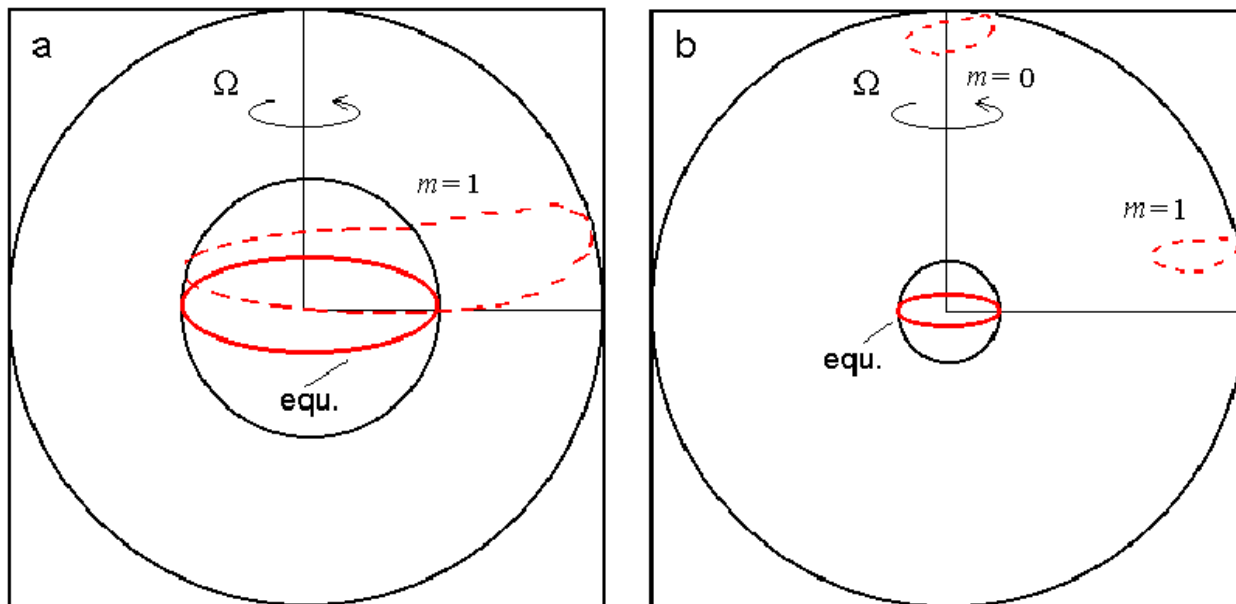 a
Ω
m = 1
equ.
b
m = 0
Ω
m = 1
equ.